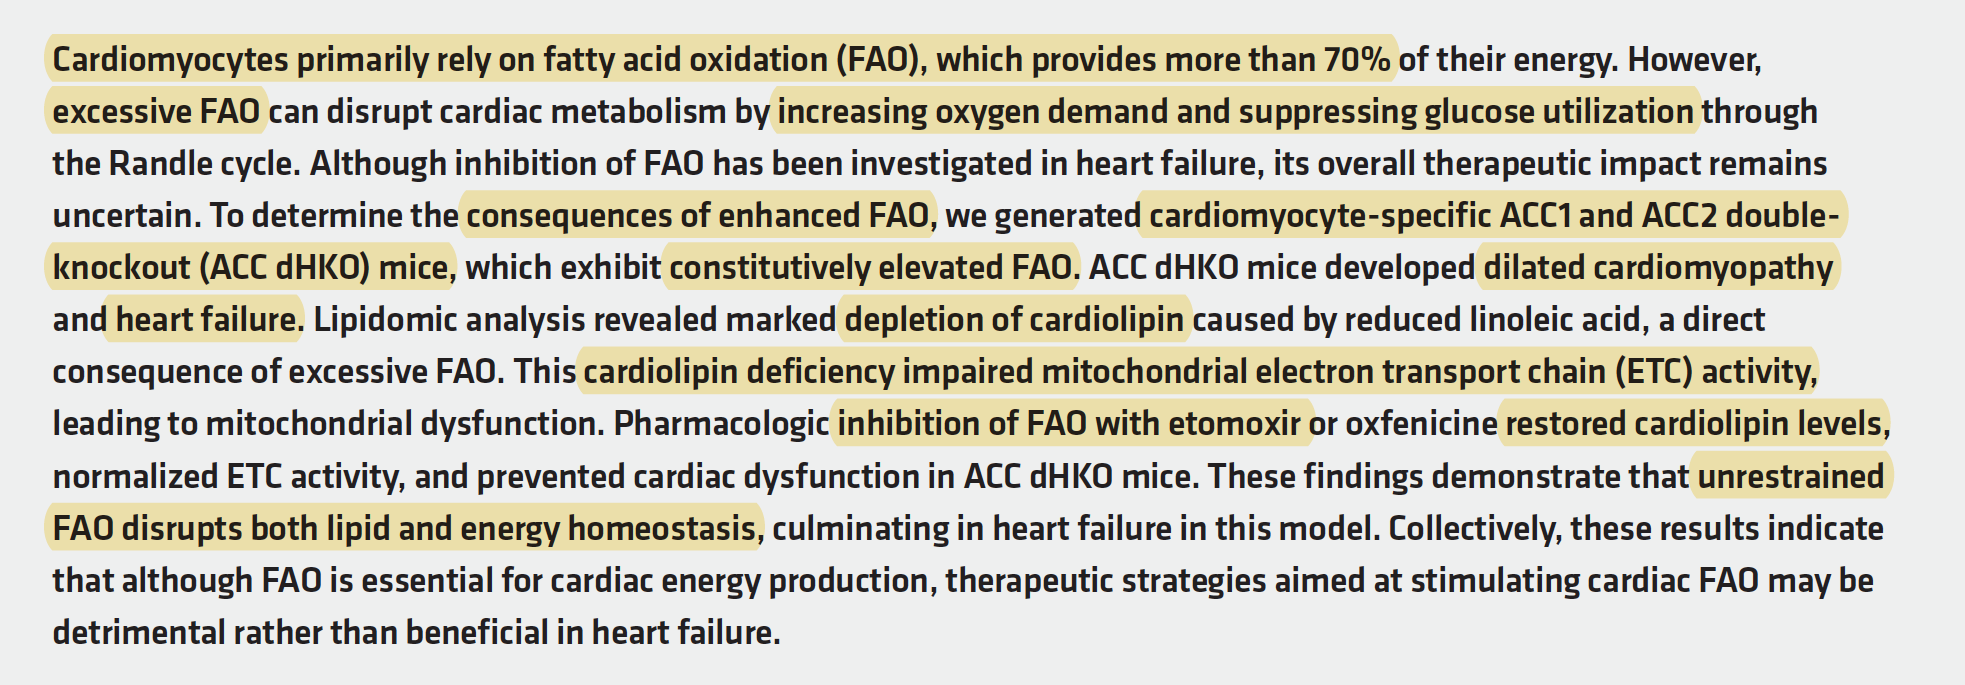 Cardiomyocytes primarily rely on fatty acid oxidation (FAO), which provides more than 70% of their energy. However,
excessive FAO can disrupt cardiac metabolism by increasing oxygen demand and suppressing glucose utilization through
the Randle cycle. Although inhibition of FAO has been investigated in heart failure, its overall therapeutic impact remains
uncertain. To determine the consequences of enhanced FAO, we generated cardiomyocyte-specific ACC1 and ACC2 double-
knockout (ACC dHKO) mice, which exhibit constitutively elevated FAO. ACC dHKO mice developed dilated cardiomyopathy
and heart failure. Lipidomic analysis revealed marked depletion of cardiolipin caused by reduced linoleic acid, a direct
consequence of excessive FAO. This cardiolipin deficiency impaired mitochondrial electron transport chain (ETC) activity,
leading to mitochondrial dysfunction. Pharmacologic inhibition of FAO with etomoxir or oxfenicine restored cardiolipin levels,
normalized ETC activity, and prevented cardiac dysfunction in ACC dHKO mice. These findings demonstrate that unrestrained
FAO disrupts both lipid and energy homeostasis, culminating in heart failure in this model. Collectively, these results indicate
that although FAO is essential for cardiac energy production, therapeutic strategies aimed at stimulating cardiac FAO may be
detrimental rather than beneficial in heart failure.